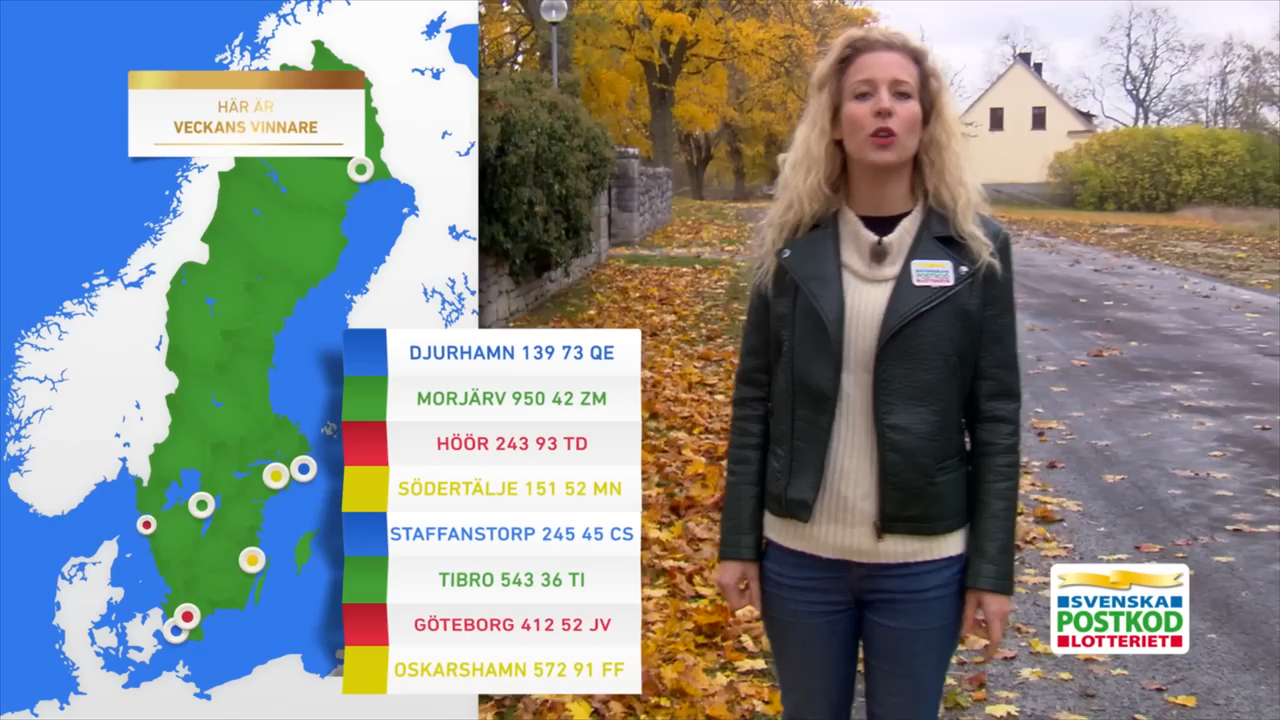 HÄR ÄR
VECKANS VINNARE
DJURHAMN 139 73 QE
MORJÄRV 950 42 ZM
HÖÖR 243 93 TD
SÖDERTÄLJE 151 52 MN
STAFFANSTORP 245 45 CS
TIBRO 543 36 TI
GÖTEBORG 412 52 JV
OSKARSHAMN 572 91 FF
POSTKOD
LOTTERIET
SVENSKA
POSTKOD
LOTTERIET